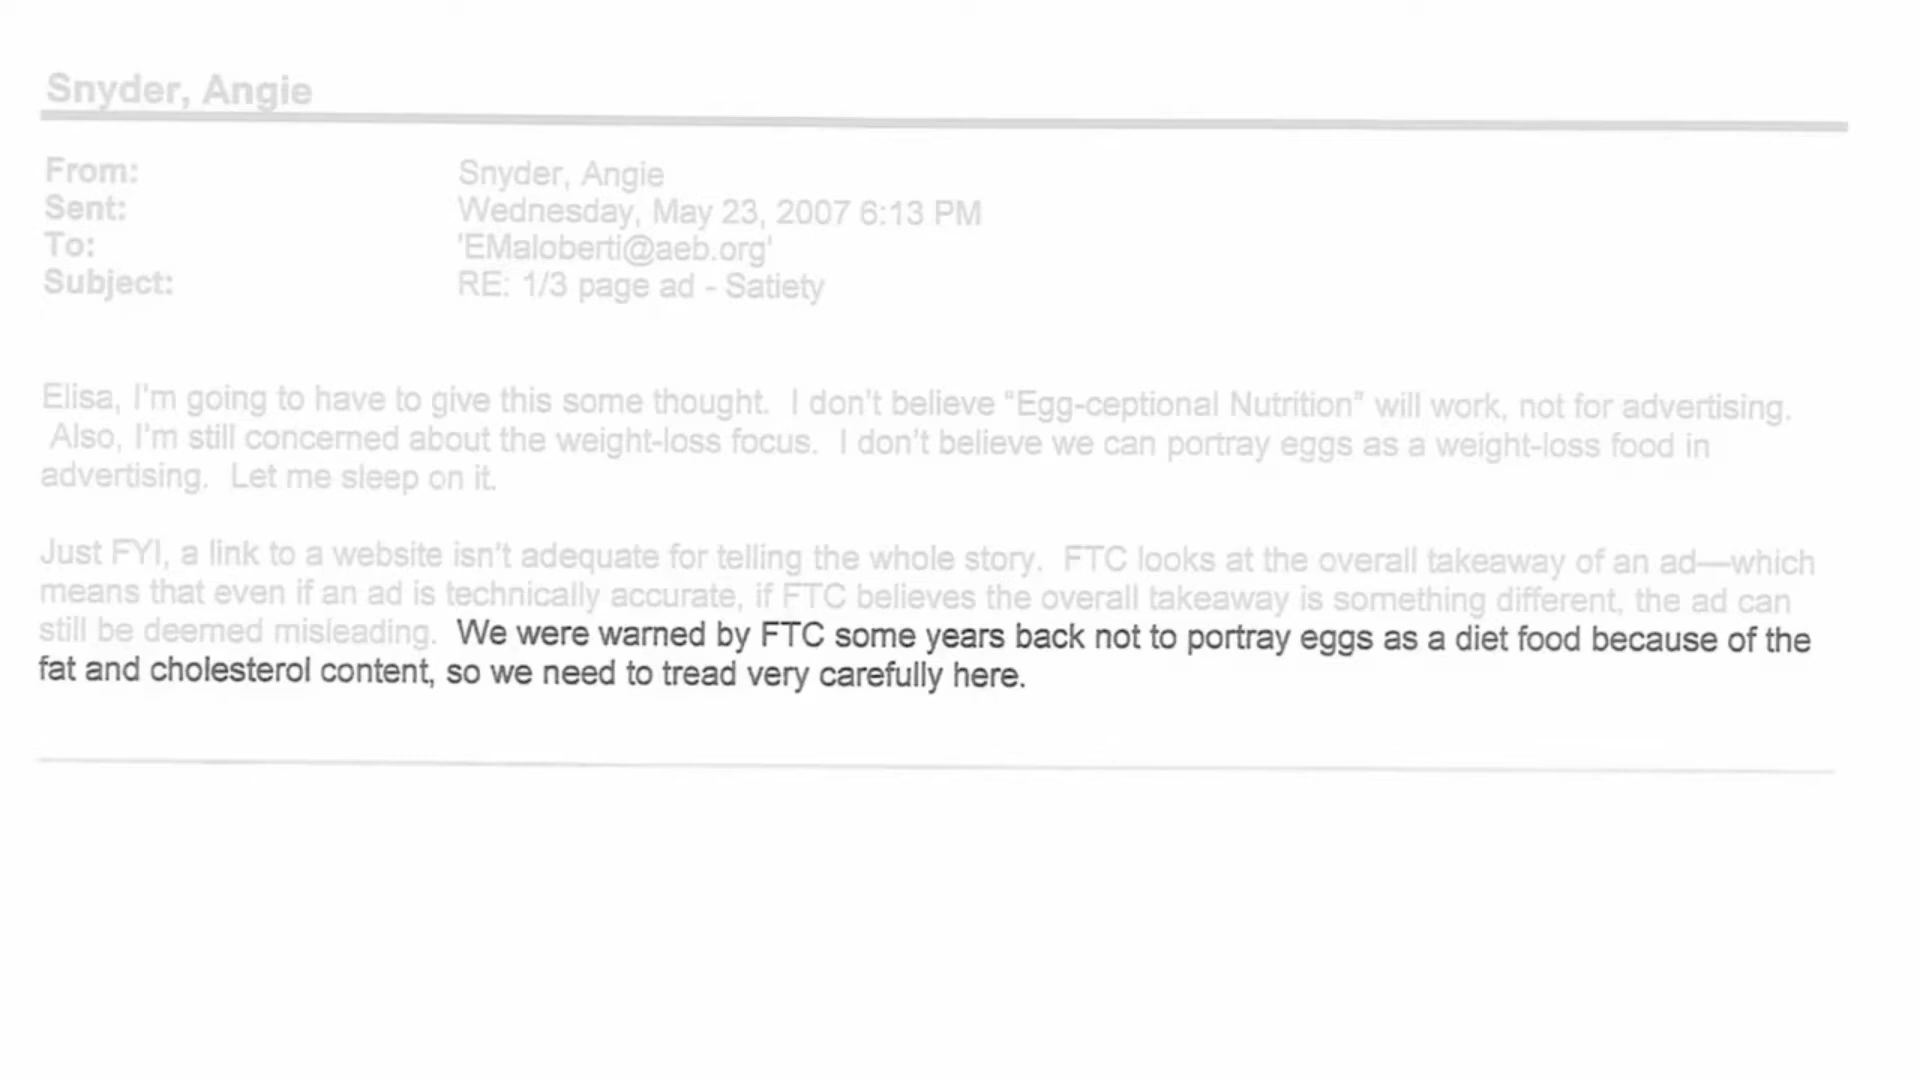 Snyder, Angie
From: Snyder, Angie
Sent: Wednesday, May 23, 2007 6:13 PM
To: 'EMaloberti@aeb.org'
Subject: RE: 1/3 page ad - Satiety
Elisa, I'm going to have to give this some thought.  I don't believe “Egg-ceptional Nutrition” will work, not for advertising.
Also, I'm still concerned about the weight-loss focus.  I don't believe we can portray eggs as a weight-loss food in
advertising.  Let me sleep on it.
Just FYI, a link to a website isn't adequate for telling the whole story.  FTC looks at the overall takeaway of an ad—which
means that even if an ad is technically accurate, if FTC believes the overall takeaway is something different, the ad can
still be deemed misleading.  We were warned by FTC some years back not to portray eggs as a diet food because of the
fat and cholesterol content, so we need to tread very carefully here.